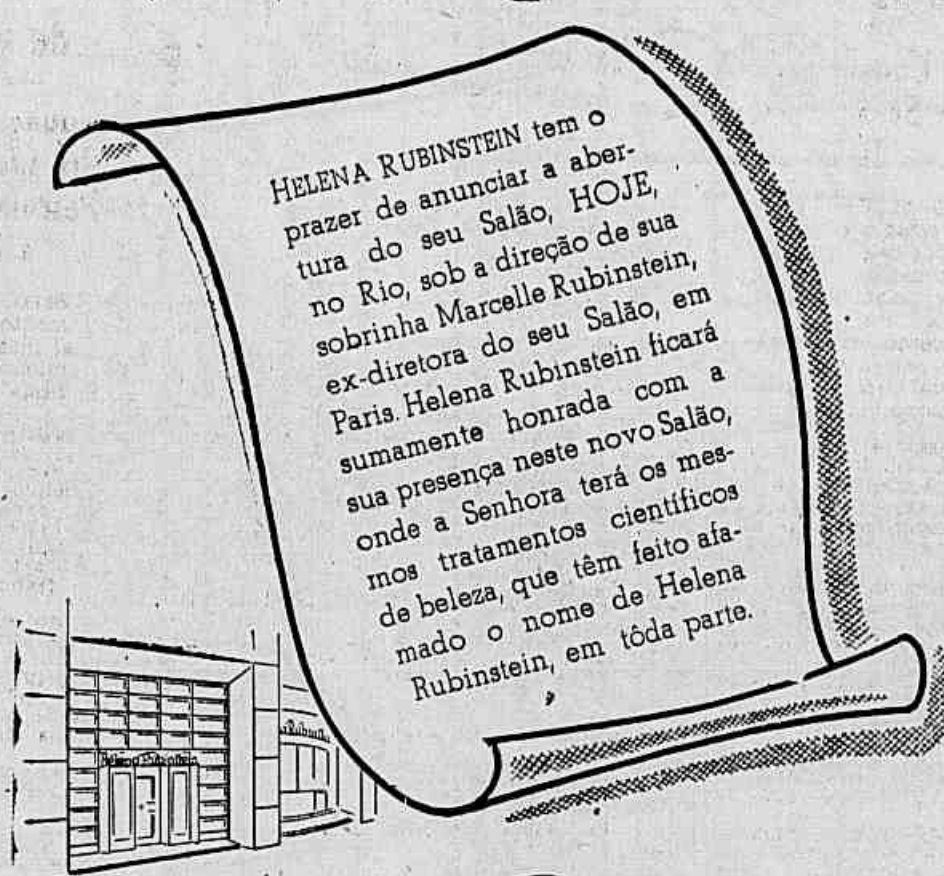 HELENA RUBINSTEIN tem o
prazer de anunciar a aber-
tura do seu Salão, HOJE,
no Rio, sob a direção de sua
sobrinha Marcelle Rubinstein,
ex-diretora do seu Salão, em
Paris. Helena Rubinstein ficará
sumamente honrada com a
sua presença neste novo Salão,
onde a Senhora terá os mes-
mos tratamentos científicos
de beleza, que têm feito afa-
mado o nome de Helena
Rubinstein, em tôda parte.
Helena Rubinstein